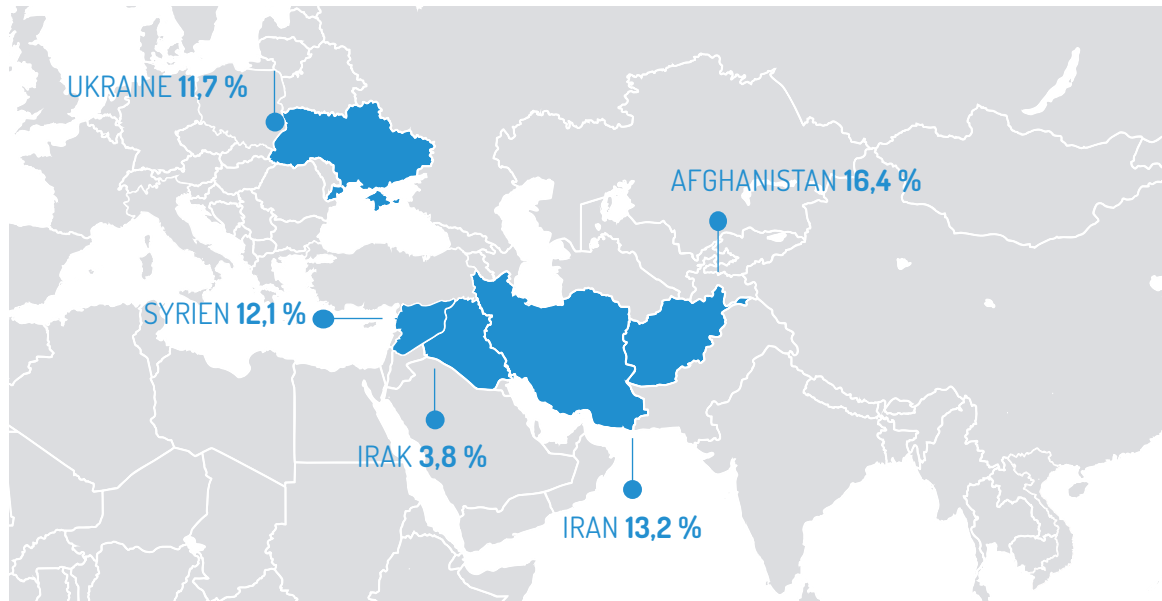 UKRAINE 11,7 %
AFGHANISTAN 16,4 %
SYRIEN 12,1 %
IRAK 3,8 %
IRAN 13,2 %